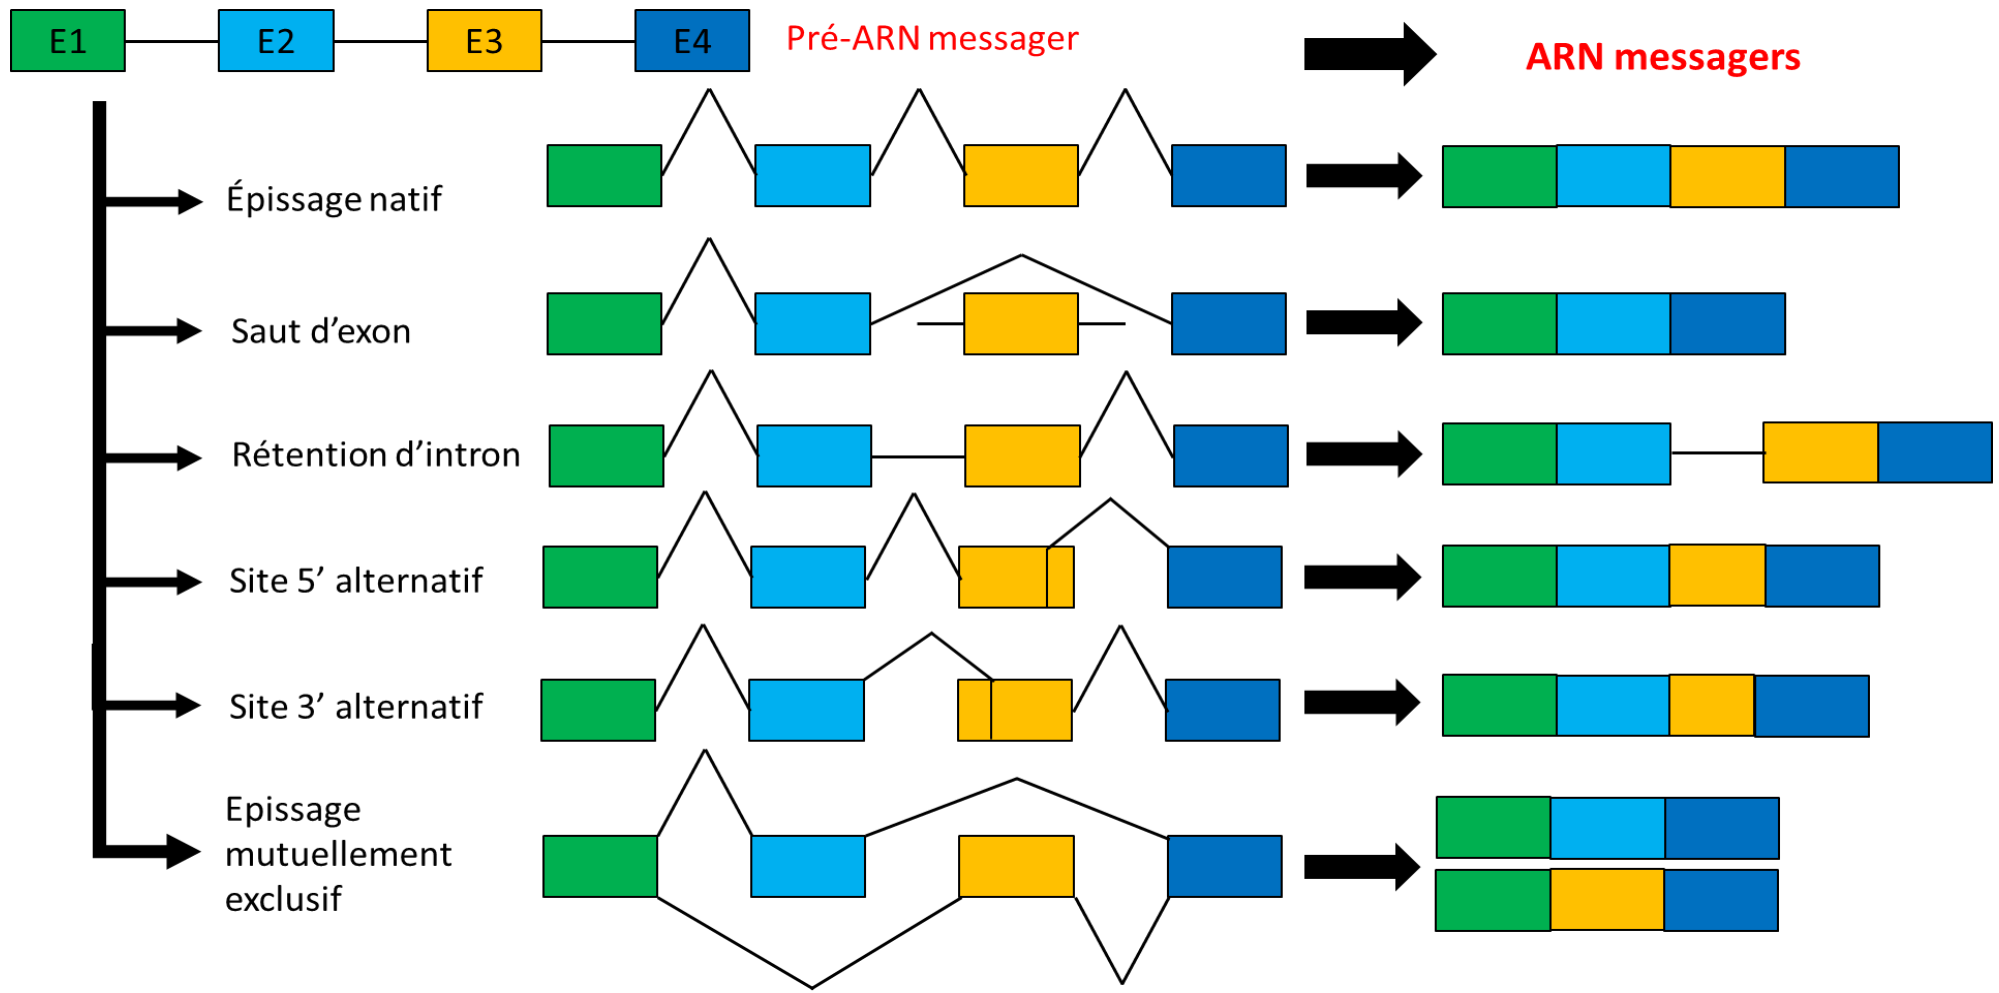 E1 E2 E3 E4 Pré-ARN messager ARN messagers
Épissage natif
Saut d’exon
Rétention d’intron
Site 5’ alternatif
Site 3’ alternatif
Epissage
mutuellement
exclusif